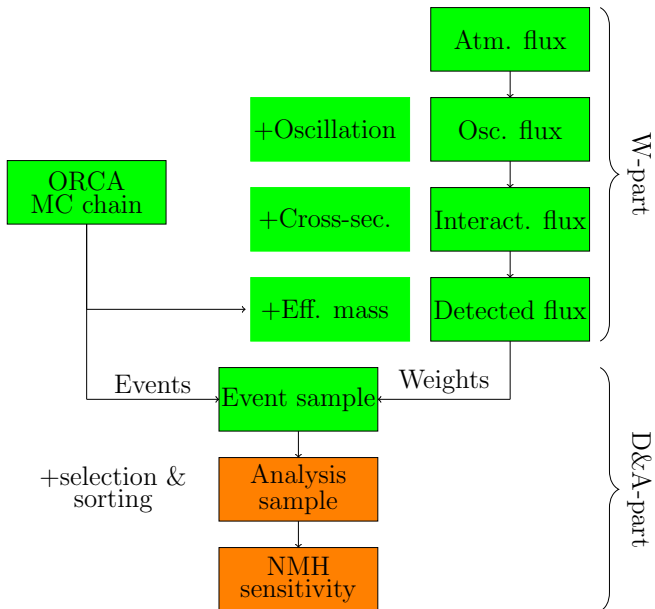 Atm. flux
+Oscillation
Osc. flux
W-part
ORCA
MC chain
+Cross-sec.
Interact. flux
+Eff. mass
Detected flux
Events
Weights
Event sample
D&A-part
+selection &
sorting
Analysis
sample
NMH
sensitivity